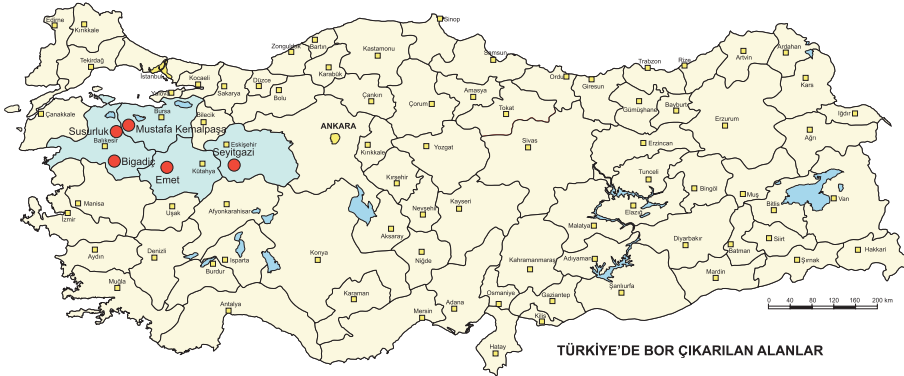 Edirne
Kırıkkale
Tekirdağ
İstanbul
Kocaeli
Yalova
Sakarya
Düzce
Bolu
Zonguldak
Bartın
Karabük
Kastamonu
Sinop
Samsun
Çankırı
Çorum
Amasya
Tokat
Ordu
Giresun
Trabzon
Rize
Artvin
Ardahan
Kars
Gümüşhane
Bayburt
Erzurum
Iğdır
Ağrı
Çanakkale
Bursa
Bilecik
Susurluk
Mustafa Kemalpaşa
Balıkesir
Eskişehir
Seyitgazi
Bigadiç
Emet
Kütahya
ANKARA
Kırıkkale
Yozgat
Sivas
Erzincan
Tunceli
Bingöl
Muş
Bitlis
Van
Kırşehir
Manisa
İzmir
Uşak
Afyonkarahisar
Nevşehir
Kayseri
Aksaray
Malatya
Elazığ
Diyarbakır
Batman
Siirt
Hakkari
Şırnak
Mardin
Aydın
Denizli
Burdur
Isparta
Konya
Niğde
Kahramanmaraş
Adıyaman
Şanlıurfa
Muğla
Antalya
Karaman
Mersin
Adana
Osmaniye
Gaziantep
Kilis
Hatay
0 40 80 120 160 200 km
TÜRKİYE'DE BOR ÇIKARILAN ALANLAR